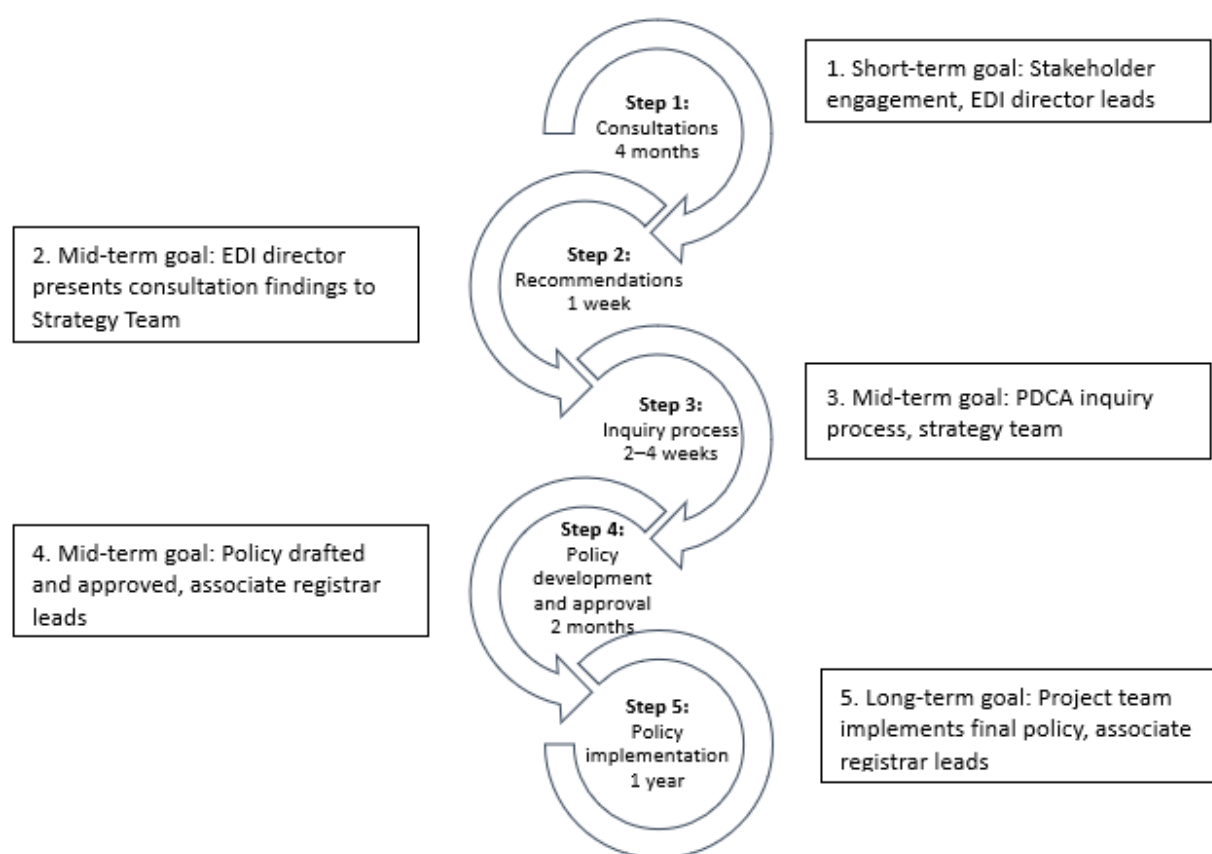 Step 1:
Consultations
4 months
1. Short-term goal: Stakeholder
engagement, EDI director leads
Step 2:
Recommendations
1 week
2. Mid-term goal: EDI director
presents consultation findings to
Strategy Team
Step 3:
Inquiry process
2–4 weeks
3. Mid-term goal: PDCA inquiry
process, strategy team
Step 4:
Policy
development
and approval
2 months
4. Mid-term goal: Policy drafted
and approved, associate registrar
leads
Step 5:
Policy
implementation
1 year
5. Long-term goal: Project team
implements final policy, associate
registrar leads